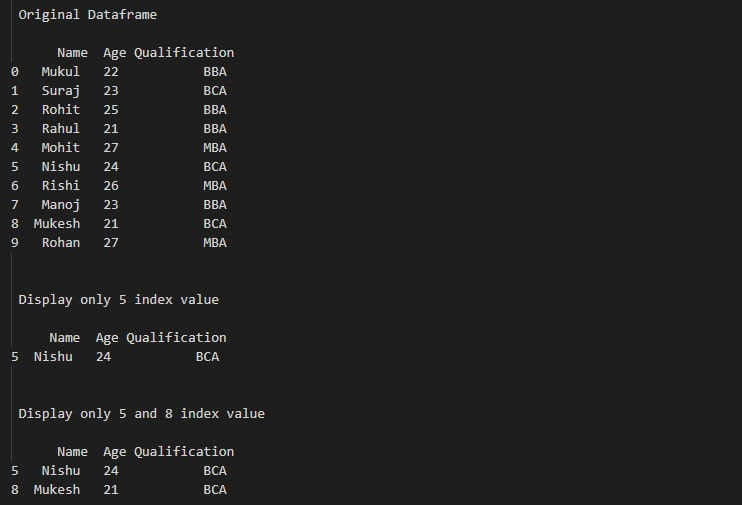 Original Dataframe
Name Age Qualification
0 Mukul 22 BBA
1 Suraj 23 BCA
2 Rohit 25 BBA
3 Rahul 21 BBA
4 Mohit 27 MBA
5 Nishu 24 BCA
6 Rishi 26 MBA
7 Manoj 23 BBA
8 Mukesh 21 BCA
9 Rohan 27 MBA
Display only 5 index value
Name Age Qualification
5 Nishu 24 BCA
Display only 5 and 8 index value
Name Age Qualification
5 Nishu 24 BCA
8 Mukesh 21 BCA